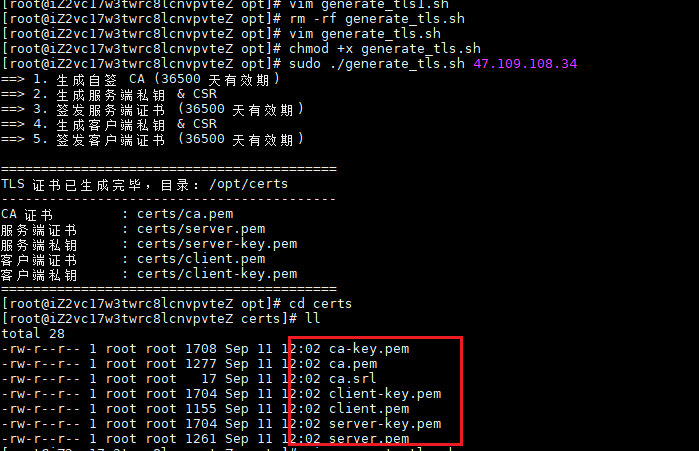 [root@iZ2vc17w3twrc8lcnvpvteZ opt]# vim generate_tls1.sh
[root@iZ2vc17w3twrc8lcnvpvteZ opt]# rm -rf generate_tls.sh
[root@iZ2vc17w3twrc8lcnvpvteZ opt]# vim generate_tls.sh
[root@iZ2vc17w3twrc8lcnvpvteZ opt]# chmod +x generate_tls.sh
[root@iZ2vc17w3twrc8lcnvpvteZ opt]# sudo ./generate_tls.sh 47.109.108.34
==> 1. 生成自签 CA (36500 天有效期)
==> 2. 生成服务端私钥 & CSR
==> 3. 签发服务端证书 (36500 天有效期)
==> 4. 生成客户端私钥 & CSR
==> 5. 签发客户端证书 (36500 天有效期)
==========================================
TLS 证书已生成完毕，目录: /opt/certs
------------------------------------------
CA 证书 : certs/ca.pem
服务端证书 : certs/server.pem
服务端私钥 : certs/server-key.pem
客户端证书 : certs/client.pem
客户端私钥 : certs/client-key.pem
==========================================
[root@iZ2vc17w3twrc8lcnvpvteZ opt]# cd certs
[root@iZ2vc17w3twrc8lcnvpvteZ certs]# ll
total 28
-rw-r--r-- 1 root root 1708 Sep 11 12:02 ca-key.pem
-rw-r--r-- 1 root root 1277 Sep 11 12:02 ca.pem
-rw-r--r-- 1 root root 17 Sep 11 12:02 ca.srl
-rw-r--r-- 1 root root 1704 Sep 11 12:02 client-key.pem
-rw-r--r-- 1 root root 1155 Sep 11 12:02 client.pem
-rw-r--r-- 1 root root 1704 Sep 11 12:02 server-key.pem
-rw-r--r-- 1 root root 1261 Sep 11 12:02 server.pem